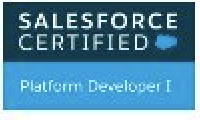 SALESFORCE
CERTIFIED
Platform Developer I